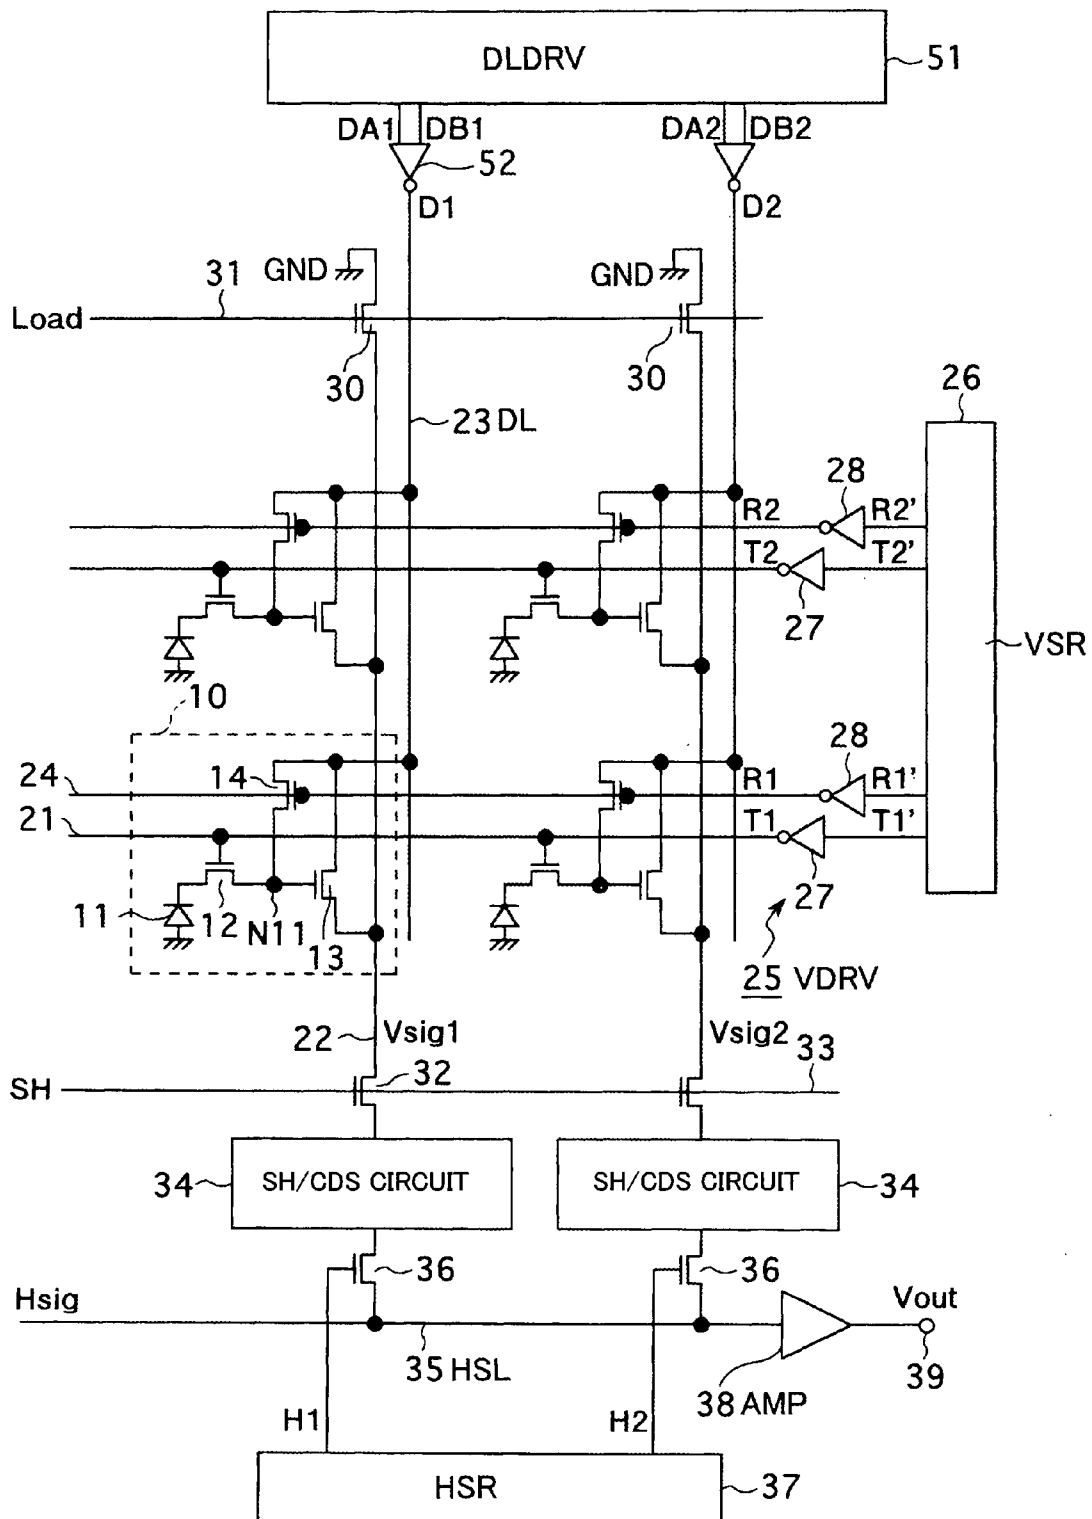 DLDRV
51
DA1 DB1
DA2 DB2
52
D1
D2
GND
GND
31
Load
30
30
26
23 DL
28
R2
R2'
T2
T2'
27
VSR
10
28
24
14
R1
R1'
21
T1
T1'
11
12
N11
13
27
25 VDRV
22
Vsig1
Vsig2
33
32
SH
34
SH/CDS CIRCUIT
SH/CDS CIRCUIT
34
36
36
Hsig
Vout
35 HSL
39
38 AMP
H1
H2
HSR
37